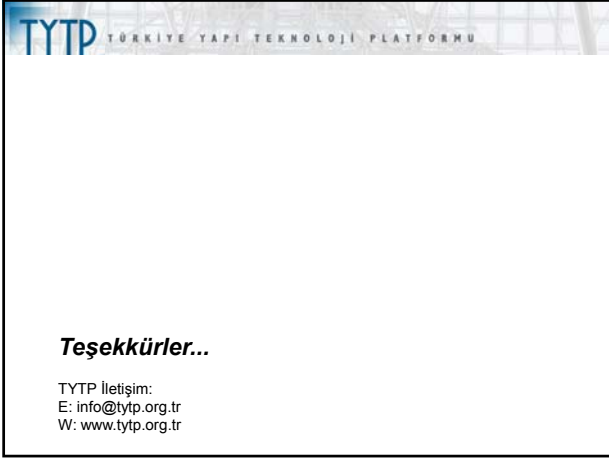 TYTP TÜRKİYE YAPI TEKNOLOJİ PLATFORMU
Teşekkürler...
TYTP İletişim:
E: info@tytp.org.tr
W: www.tytp.org.tr